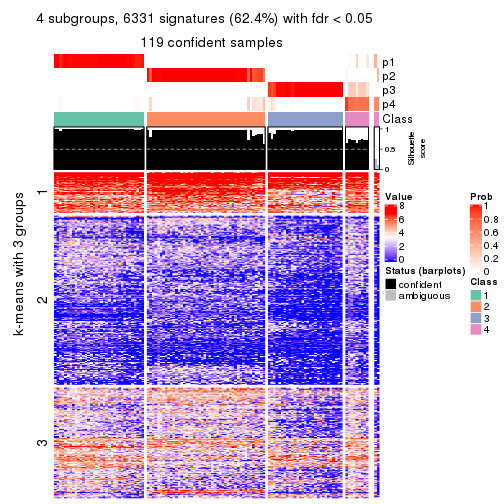 4 subgroups, 6331 signatures (62.4%) with fdr < 0.05
119 confident samples
p1
p2
p3
p4
Class
1
0.5
0
Silhouette
score
k-means with 3 groups
1
2
3
Value
8
6
4
2
0
Status (barplots)
confident
ambiguous
Prob
1
0.8
0.6
0.4
0.2
0
Class
1
2
3
4